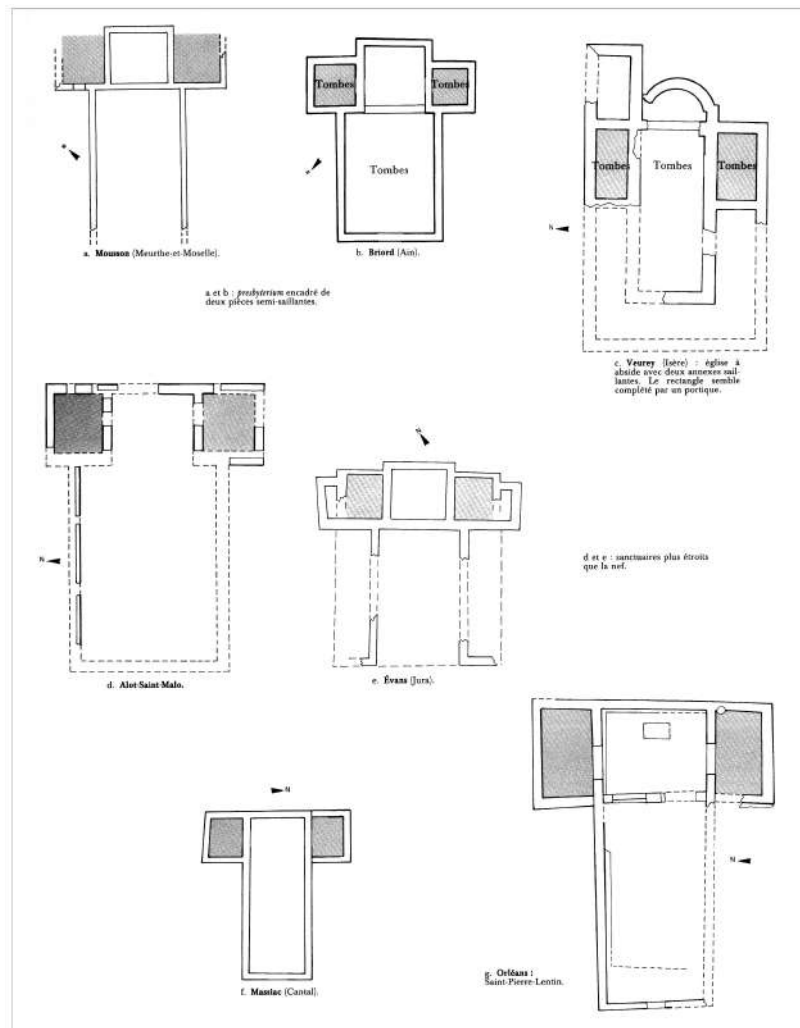 Tombes
Tombes
Tombes
a. Mousson (Meurthe-et-Moselle).
b. Briord (Ain).
a et b : presbyterium encadré de
deux pièces semi-saillantes.
Tombes
Tombes
Tombes
N
c. Veurey (Isère) : église à
abside avec deux annexes sail-
lantes. Le rectangle semble
complété par un portique.
N
d. Alot-Saint-Malo.
N
e. Évans (Jura).
d et e : sanctuaires plus étroits
que la nef.
N
f. Massiac (Cantal).
N
g. Orléans :
Saint-Pierre-Lentin.